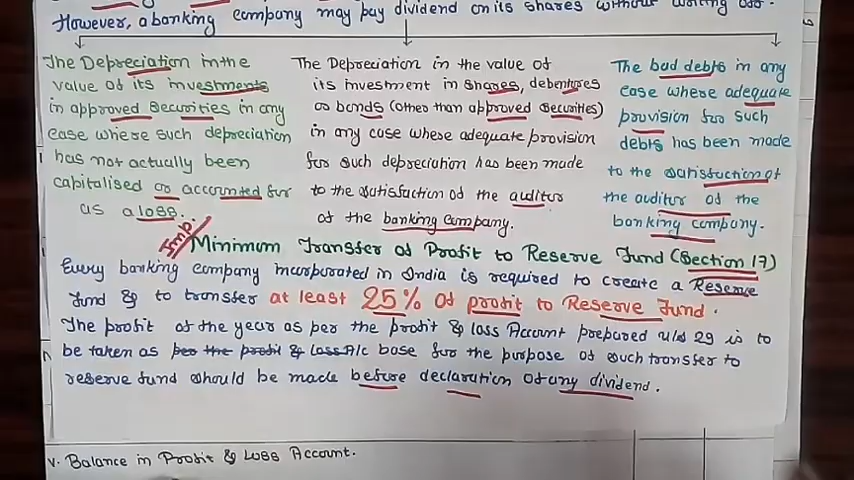 However, a banking company may pay dividend on its shares without writing off.
The Depreciation in the
value of its investments
in approved securities in any
case where such depreciation
has not actually been
capitalised or accounted for
as a loss.
The Depreciation in the value of
its investment in shares, debentures
or bonds (other than approved securities)
in any case where adequate provision
for such depreciation has been made
to the satisfaction of the auditor
of the banking company.
The bad debts in any
case where adequate
provision for such
debts has been made
to the satisfaction of
the auditor of the
banking company.
Imp
Minimum Transfer of Profit to Reserve Fund (Section 17)
Every banking company incorporated in India is required to create a Reserve
fund & to transfer at least 25% of profit to Reserve Fund.
The profit of the year as per the profit & loss Account prepared u/s 29 is to
be taken as per the profit & loss A/c base for the purpose of such transfer to
reserve fund should be made before declaration of any dividend.
v. Balance in Profit & Loss Account.